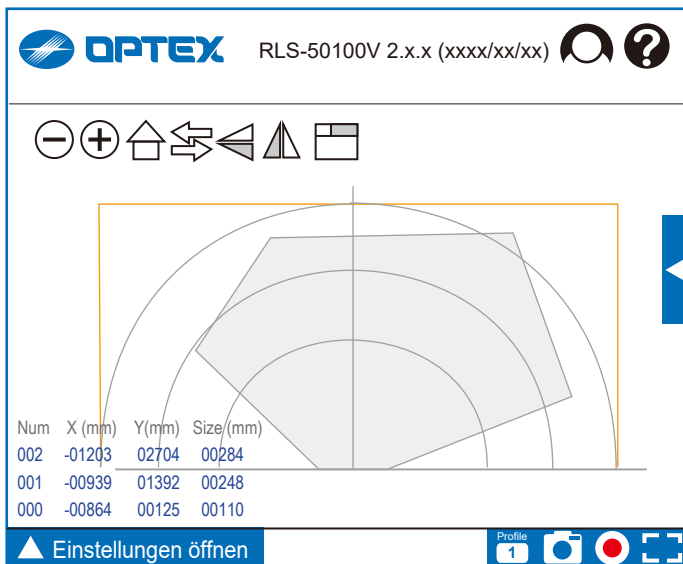 OPTEX RLS-50100V 2.x.x (xxxx/xx/xx) ?
Num X (mm) Y(mm) Size (mm)
002 -01203 02704 00284
001 -00939 01392 00248
000 -00864 00125 00110
Einstellungen öffnen
Profile
1